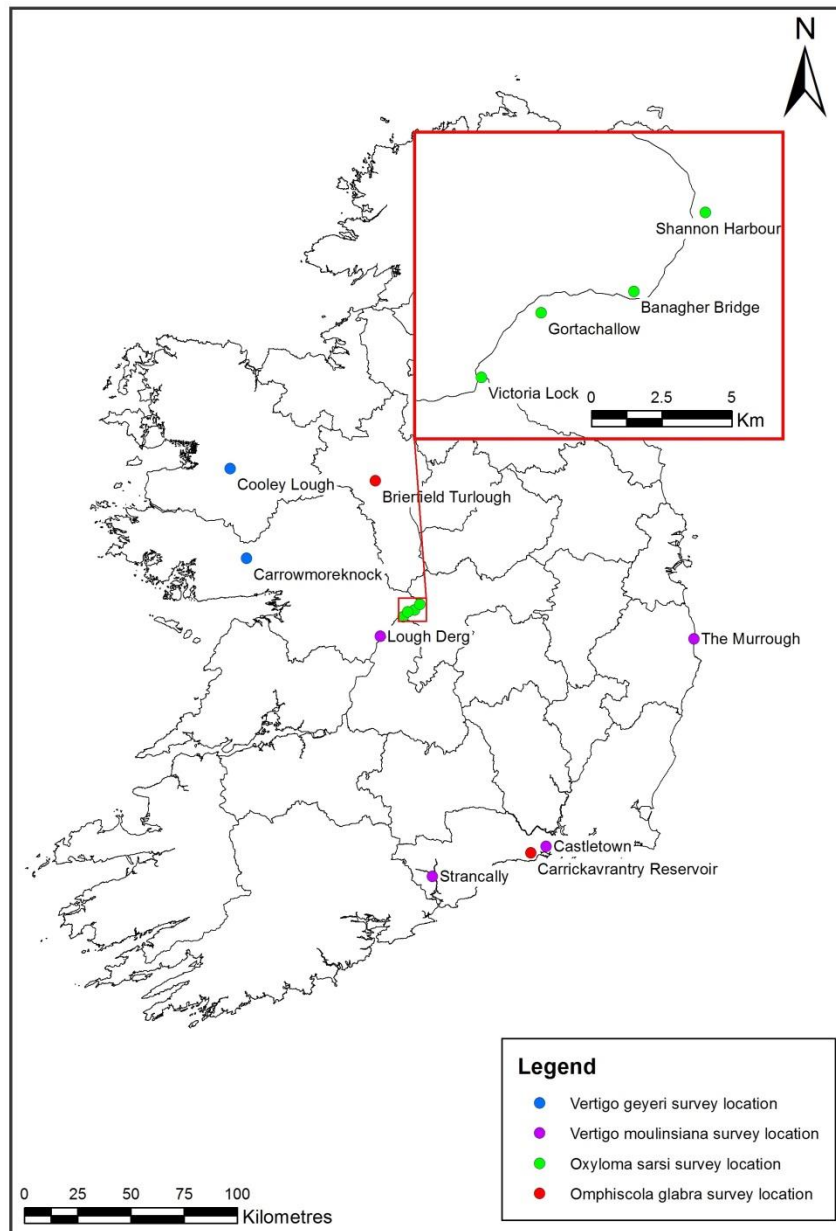 N
Shannon Harbour
Banagher Bridge
Gortachallow
Victoria Lock
0 2.5 5
Km
Cooley Lough
Brierfield Turlough
Carrowmoreknock
Lough Derg
The Murrough
Castletown
Carrickavrantry Reservoir
Strancally
Legend
Vertigo geyeri survey location
Vertigo moulinsiana survey location
Oxyloma sarsi survey location
Omphiscola glabra survey location
0 25 50 75 100
Kilometres